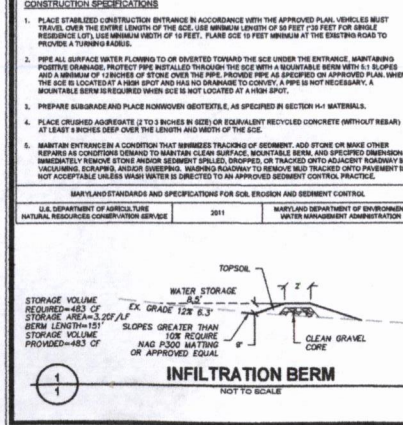 CONSTRUCTION SPECIFICATIONS
1. PLACE STABILIZED CONSTRUCTION ENTRANCE IN ACCORDANCE WITH THE APPROVED PLAN. VEHICLES MUST
TRAVEL OVER THE ENTIRE LENGTH OF THE SCE. USE MINIMUM LENGTH OF 50 FEET (*30 FEET FOR SINGLE
RESIDENCE LOT). USE MINIMUM WIDTH OF 10 FEET. FLARE SCE 10 FEET MINIMUM AT THE EXISTING ROAD TO
PROVIDE A TURNING RADIUS.
2. PIPE ALL SURFACE WATER FLOWING TO OR DIVERTED TOWARD THE SCE UNDER THE ENTRANCE, MAINTAINING
POSITIVE DRAINAGE. PROTECT PIPE INSTALLED THROUGH THE SCE WITH A MOUNTABLE BERM WITH 5:1 SLOPES
AND A MINIMUM OF 12 INCHES OF STONE OVER THE PIPE. PROVIDE PIPE AS SPECIFIED ON APPROVED PLAN. WHEN
THE SCE IS LOCATED AT A HIGH SPOT AND HAS NO DRAINAGE TO CONVEY, A PIPE IS NOT NECESSARY. A
MOUNTABLE BERM IS REQUIRED WHEN SCE IS NOT LOCATED AT A HIGH SPOT.
3. PREPARE SUBGRADE AND PLACE NONWOVEN GEOTEXTILE, AS SPECIFIED IN SECTION H-1 MATERIALS.
4. PLACE CRUSHED AGGREGATE (2 TO 3 INCHES IN SIZE) OR EQUIVALENT RECYCLED CONCRETE (WITHOUT REBAR)
AT LEAST 6 INCHES DEEP OVER THE LENGTH AND WIDTH OF THE SCE.
5. MAINTAIN ENTRANCE IN A CONDITION THAT MINIMIZES TRACKING OF SEDIMENT. ADD STONE OR MAKE OTHER
REPAIRS AS CONDITIONS DEMAND TO MAINTAIN CLEAN SURFACE, MOUNTABLE BERM, AND SPECIFIED DIMENSION
IMMEDIATELY REMOVE STONE AND/OR SEDIMENT SPILLED, DROPPED, OR TRACKED ONTO ADJACENT ROADWAY B
VACUUMING, SCRAPING, AND/OR SWEEPING. WASHING ROADWAY TO REMOVE MUD TRACKED ONTO PAVEMENT IS
NOT ACCEPTABLE UNLESS WASH WATER IS DIRECTED TO AN APPROVED SEDIMENT CONTROL PRACTICE.
MARYLAND STANDARDS AND SPECIFICATIONS FOR SOIL EROSION AND SEDIMENT CONTROL
U.S. DEPARTMENT OF AGRICULTURE
NATURAL RESOURCES CONSERVATION SERVICE
2011
MARYLAND DEPARTMENT OF ENVIRONMEN
WATER MANAGEMENT ADMINISTRATION
TOPSOIL
2'
WATER STORAGE
8.5'
EX. GRADE 12% 6.3'
STORAGE VOLUME
REQUIRED=483 CF
STORAGE AREA=3.2CF/LF
BERM LENGTH=151'
STORAGE VOLUME
PROVIDED=483 CF
SLOPES GREATER THAN
10% REQUIRE
NAG P300 MATTING
OR APPROVED EQUAL
9"
CLEAN GRAVEL
CORE
1
1
INFILTRATION BERM
NOT TO SCALE